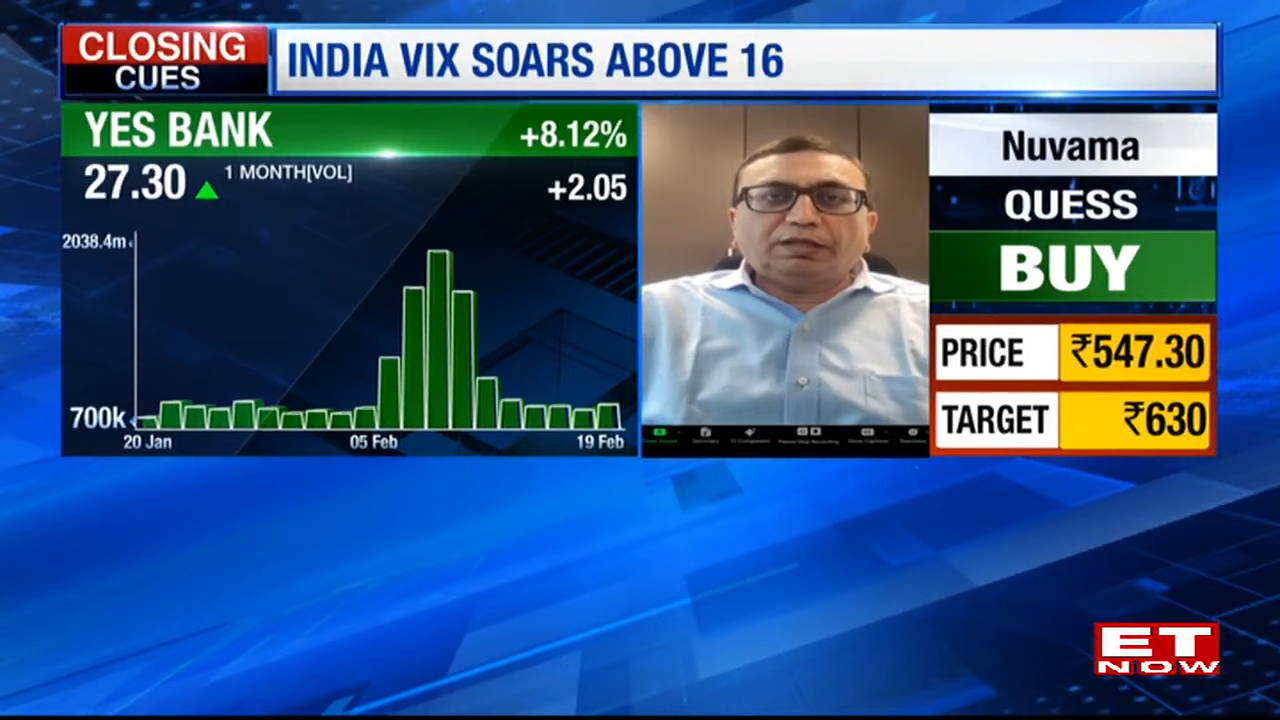 CLOSING
CUES
INDIA VIX SOARS ABOVE 16
YES BANK
+8.12%
27.30
1 MONTH[VOL]
+2.05
2038.4m
700k
20 Jan
05 Feb
19 Feb
Nuvama
QUESS
BUY
PRICE
₹547.30
TARGET
₹630
ET
NOW